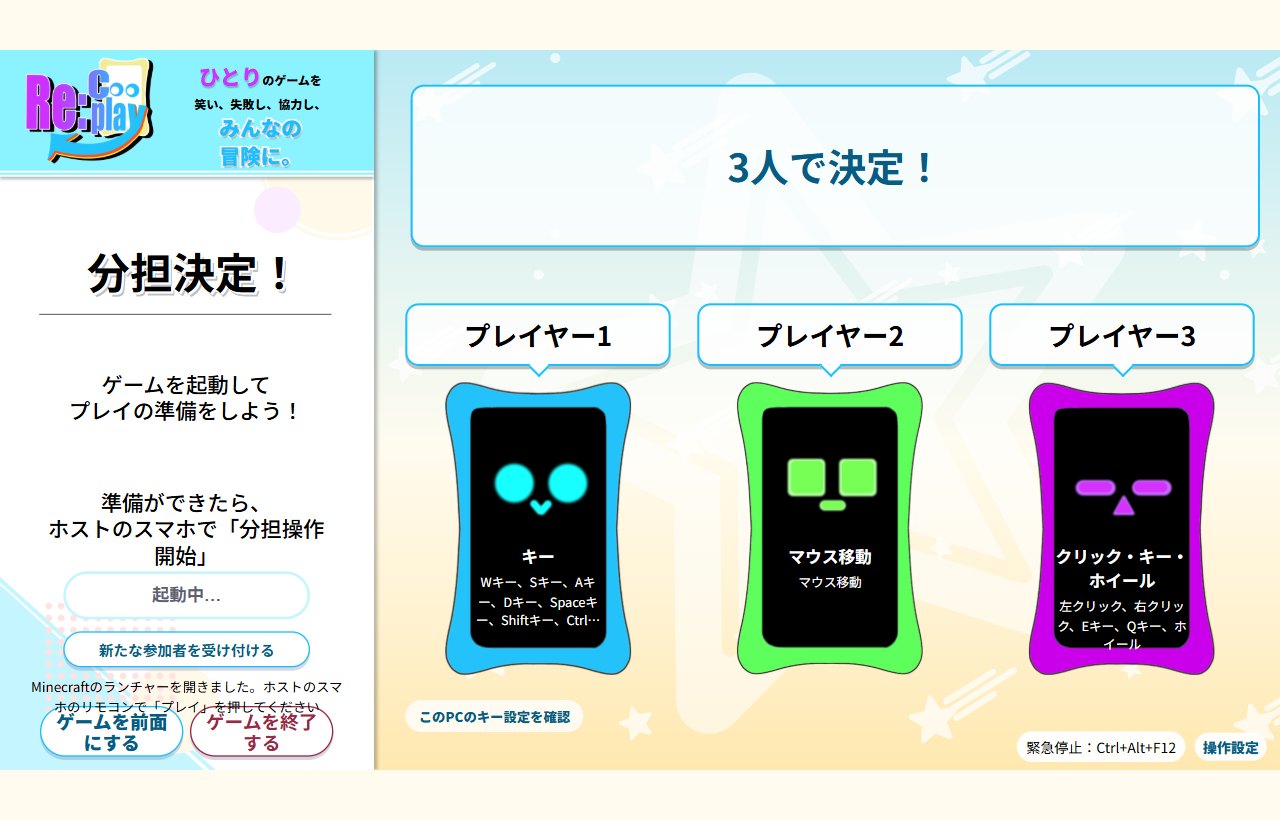 Re:Coo play
ひとりのゲームを
笑い、失敗し、協力し、
みんなの
冒険に。
分担決定！
ゲームを起動して
プレイの準備をしよう！
準備ができたら、
ホストのスマホで「分担操作
開始」
起動中…
新たな参加者を受け付ける
Minecraftのランチャーを開きました。ホストのスマ
ホのリモコンで「プレイ」を押してください
ゲームを前面
にする
ゲームを終了
する
3人で決定！
プレイヤー1
キー
Wキー、Sキー、Aキ
ー、Dキー、Spaceキ
ー、Shiftキー、Ctrl…
プレイヤー2
マウス移動
マウス移動
プレイヤー3
クリック・キー・
ホイール
左クリック、右クリッ
ク、Eキー、Qキー、ホ
イール
このPCのキー設定を確認
緊急停止：Ctrl+Alt+F12
操作設定